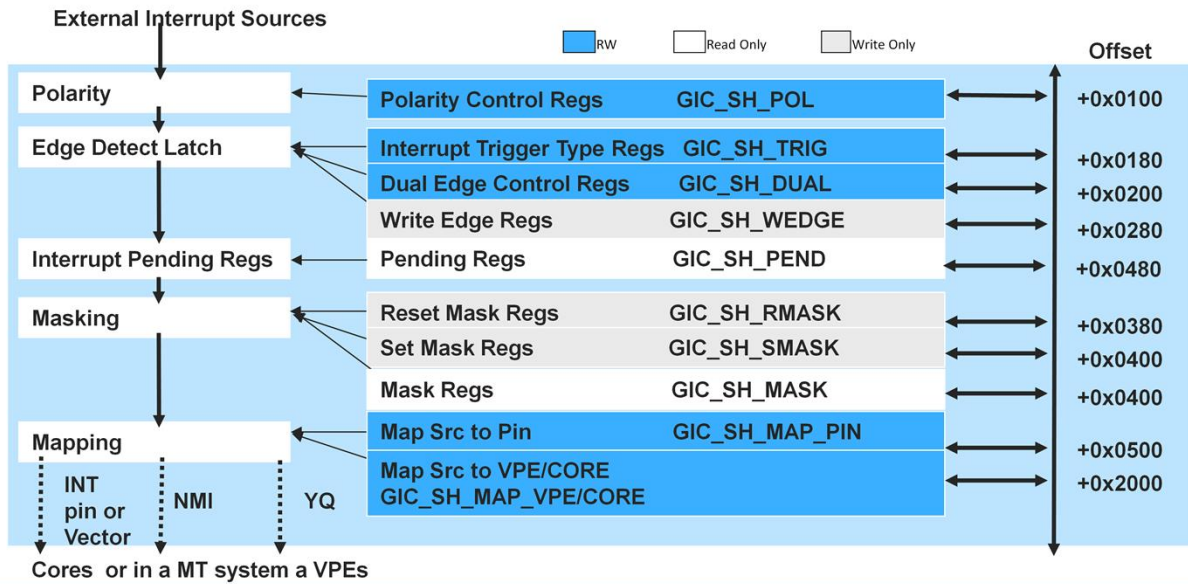 External Interrupt Sources
RW
Read Only
Write Only
Offset
Polarity
Polarity Control Regs GIC_SH_POL
+0x0100
Edge Detect Latch
Interrupt Trigger Type Regs GIC_SH_TRIG
+0x0180
Dual Edge Control Regs GIC_SH_DUAL
+0x0200
Write Edge Regs GIC_SH_WEDGE
+0x0280
Interrupt Pending Regs
Pending Regs GIC_SH_PEND
+0x0480
Masking
Reset Mask Regs GIC_SH_RMASK
+0x0380
Set Mask Regs GIC_SH_SMASK
+0x0400
Mask Regs GIC_SH_MASK
+0x0400
Mapping
Map Src to Pin GIC_SH_MAP_PIN
+0x0500
Map Src to VPE/CORE
GIC_SH_MAP_VPE/CORE
+0x2000
INT
pin or
Vector
NMI
YQ
Cores or in a MT system a VPEs